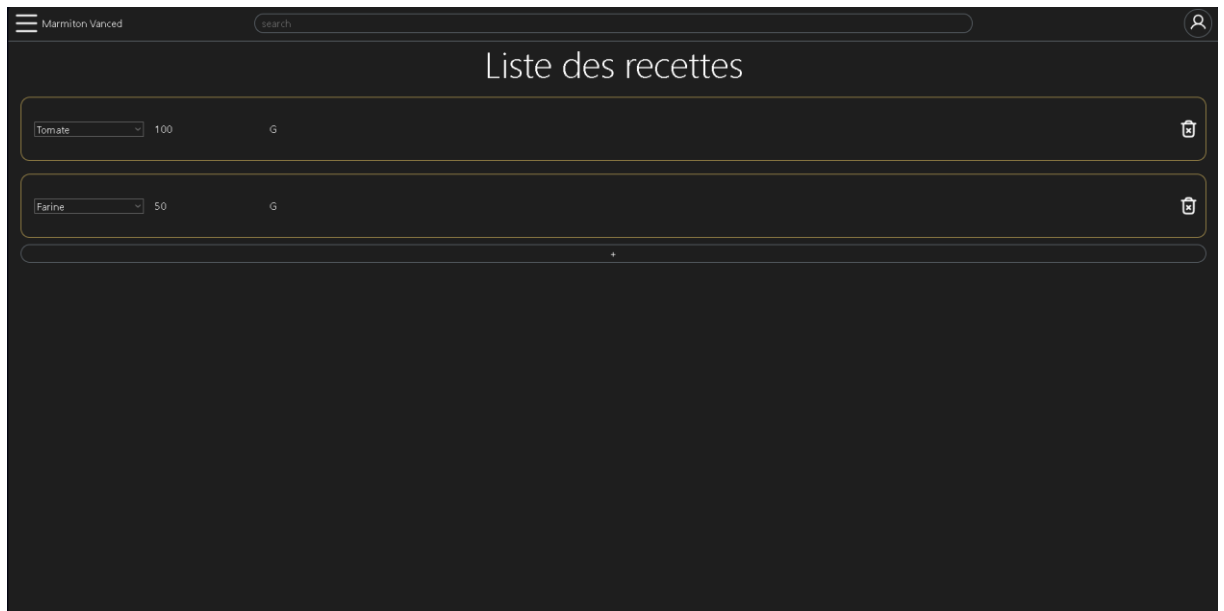 Marmiton Vanced search
Liste des recettes
Tomate 100 G
Farine 50 G
+